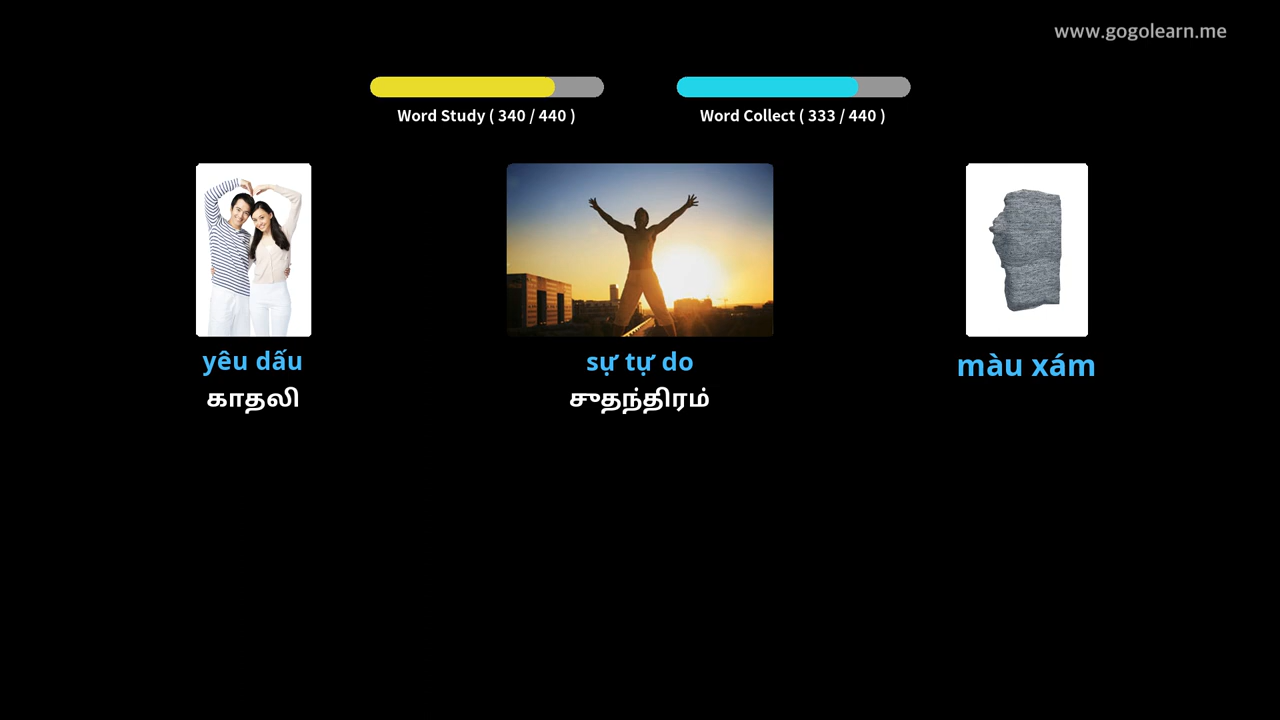 www.gogolearn.me
Word Study ( 340 / 440 )
Word Collect ( 333 / 440 )
yêu dấu
காதலி
sự tự do
சுதந்திரம்
màu xám